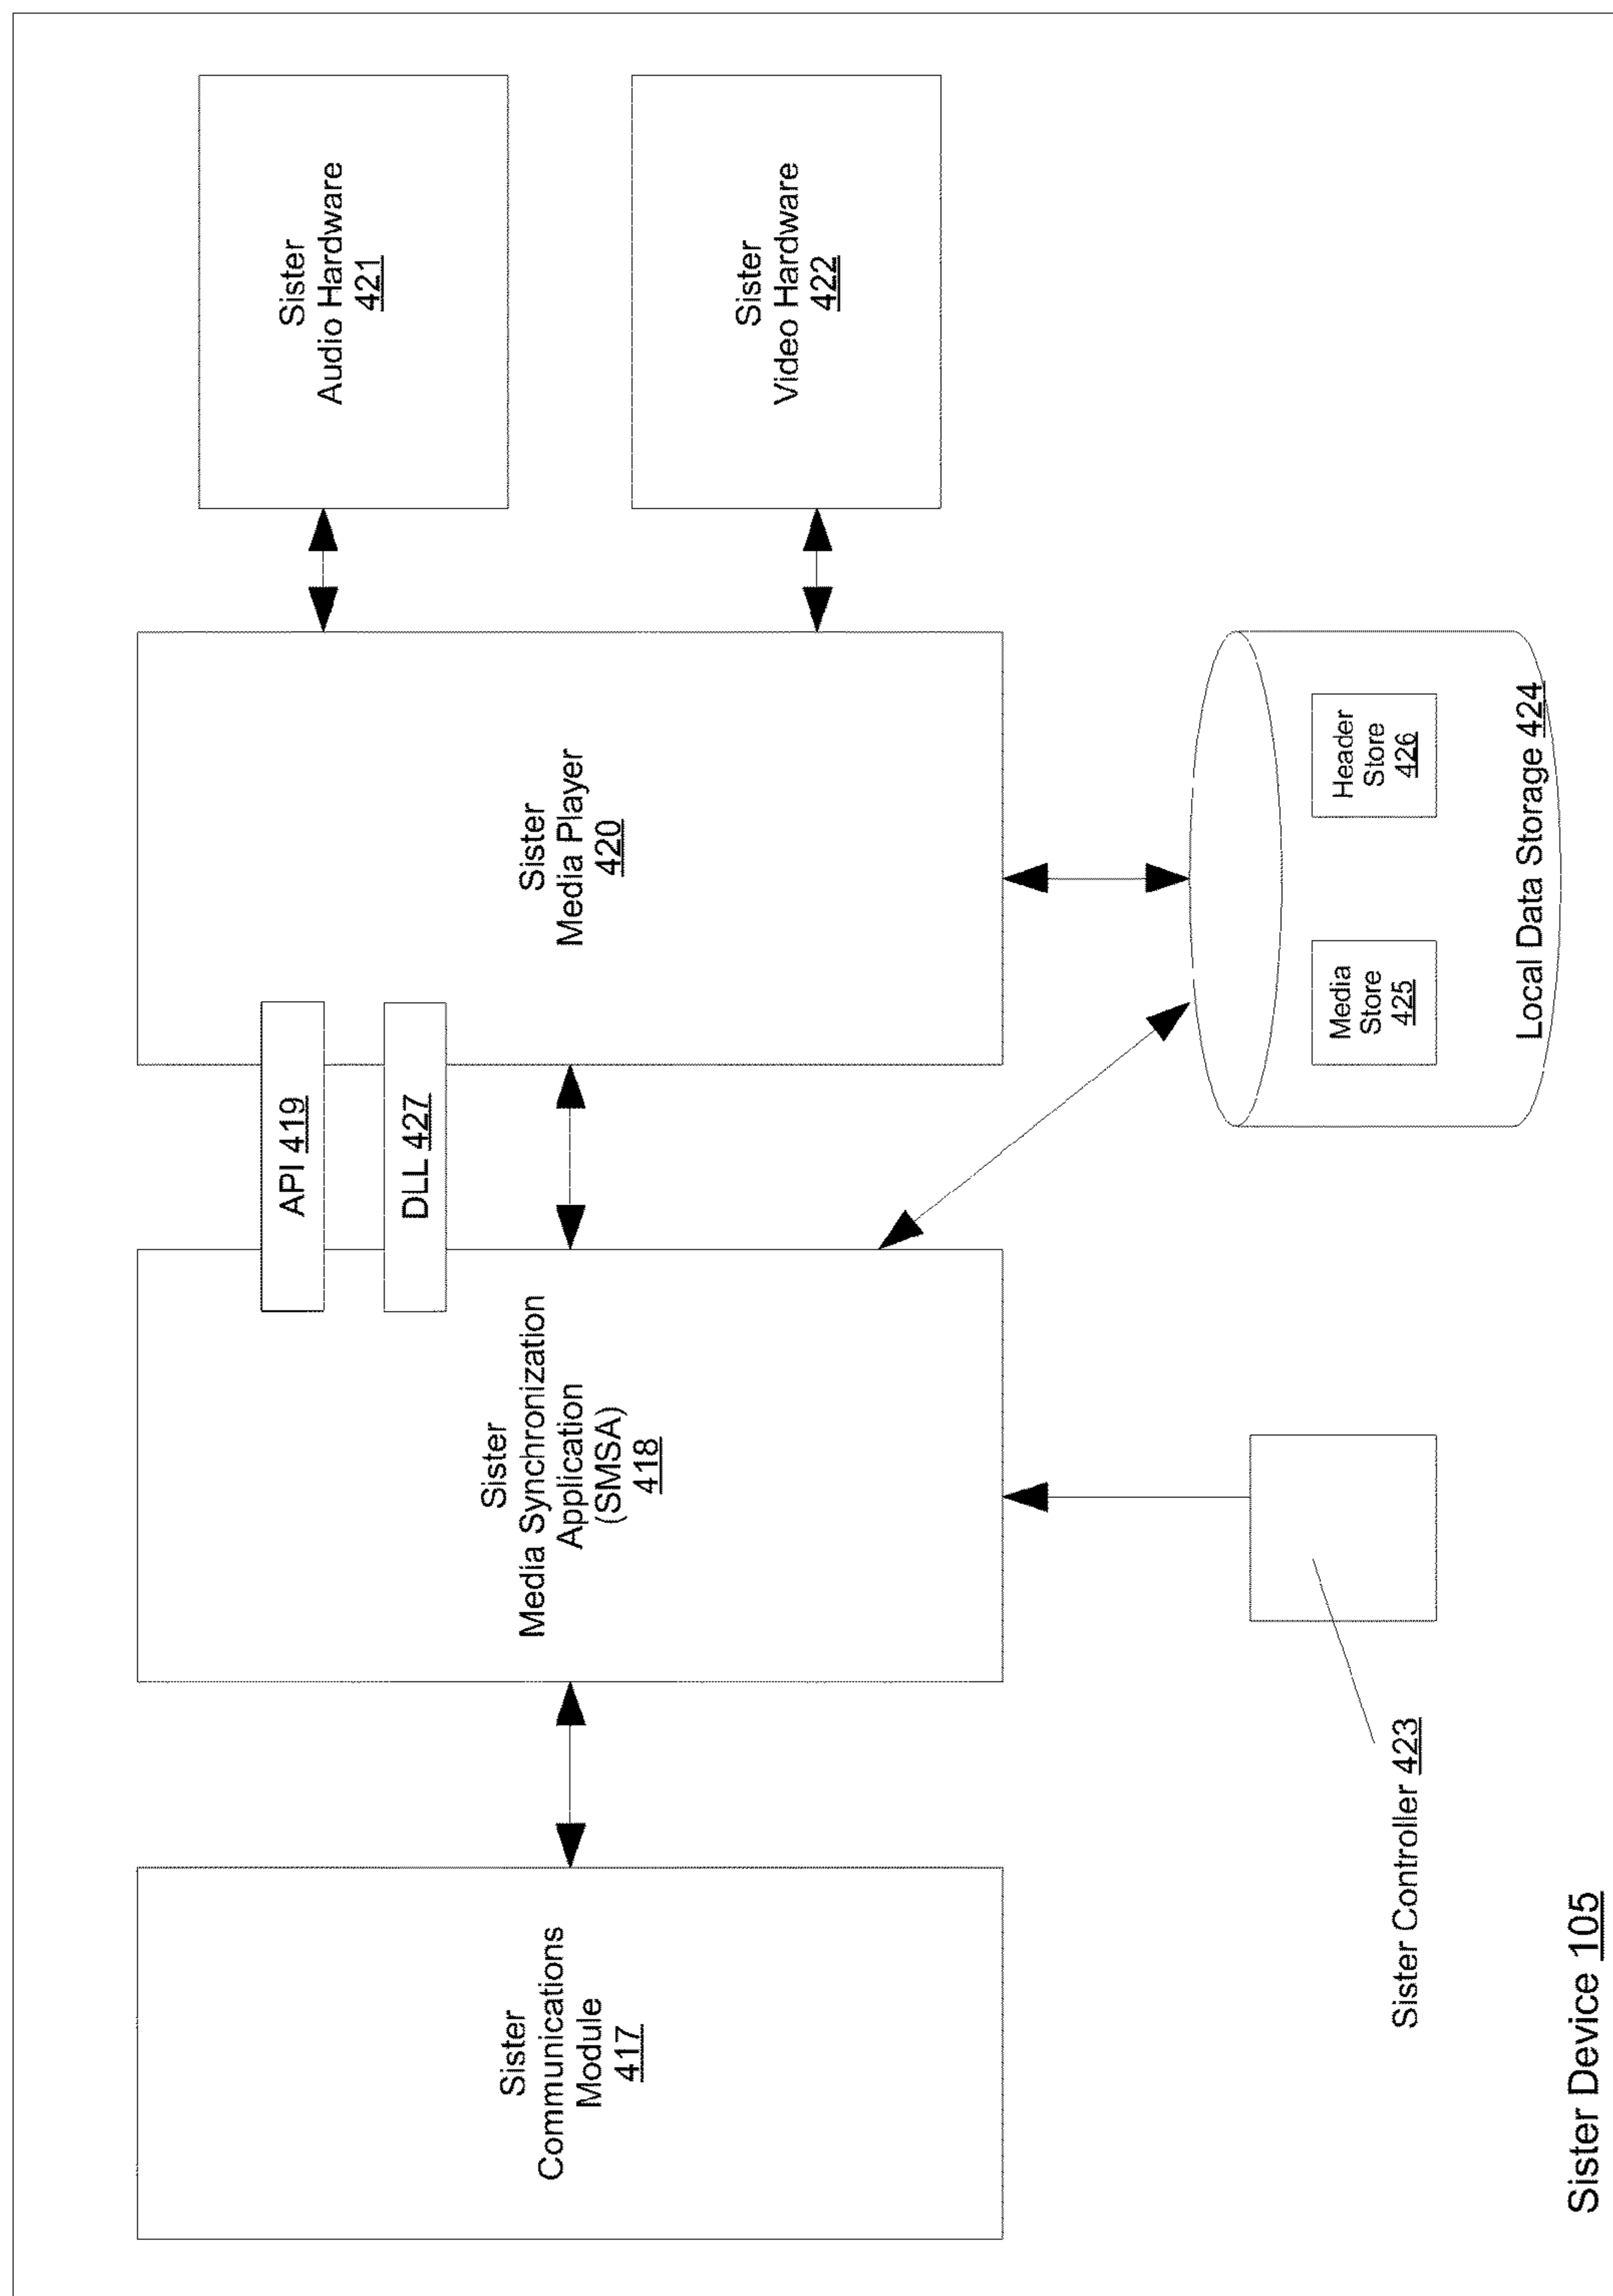 Sister
Communications
Module
417
Sister
Media Synchronization
Application
(SMSA)
418
API 419
DLL 427
Sister
Media Player
420
Sister
Audio Hardware
421
Sister
Video Hardware
422
Sister Controller 423
Media
Store
425
Header
Store
426
Local Data Storage 424
Sister Device 105